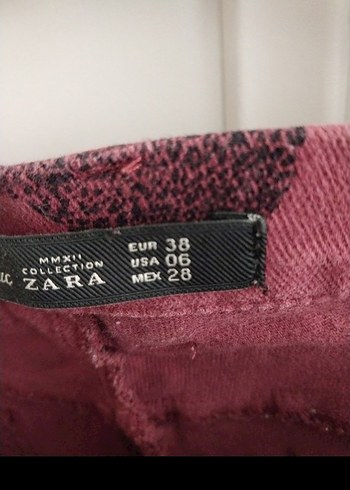 MMXII
COLLECTION
ZARA
EUR 38
USA 06
MEX 28